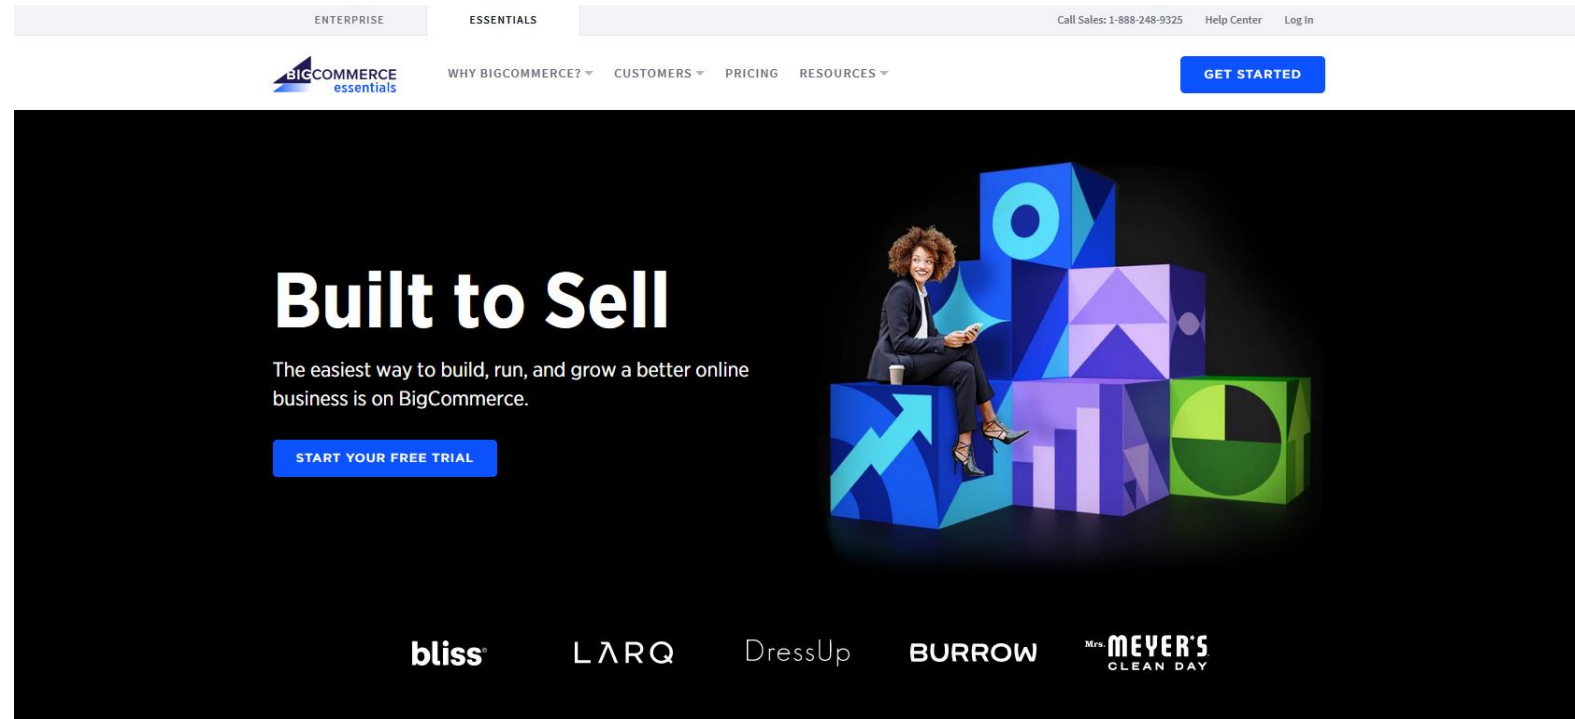 ENTERPRISE
ESSENTIALS
Call Sales: 1-888-248-9325
Help Center
Log In
BIGCOMMERCE
essentials
WHY BIGCOMMERCE?
CUSTOMERS
PRICING
RESOURCES
GET STARTED
Built to Sell
The easiest way to build, run, and grow a better online
business is on BigCommerce.
START YOUR FREE TRIAL
bliss
LARQ
DressUp
BURROW
Mrs. MEYER'S
CLEAN DAY